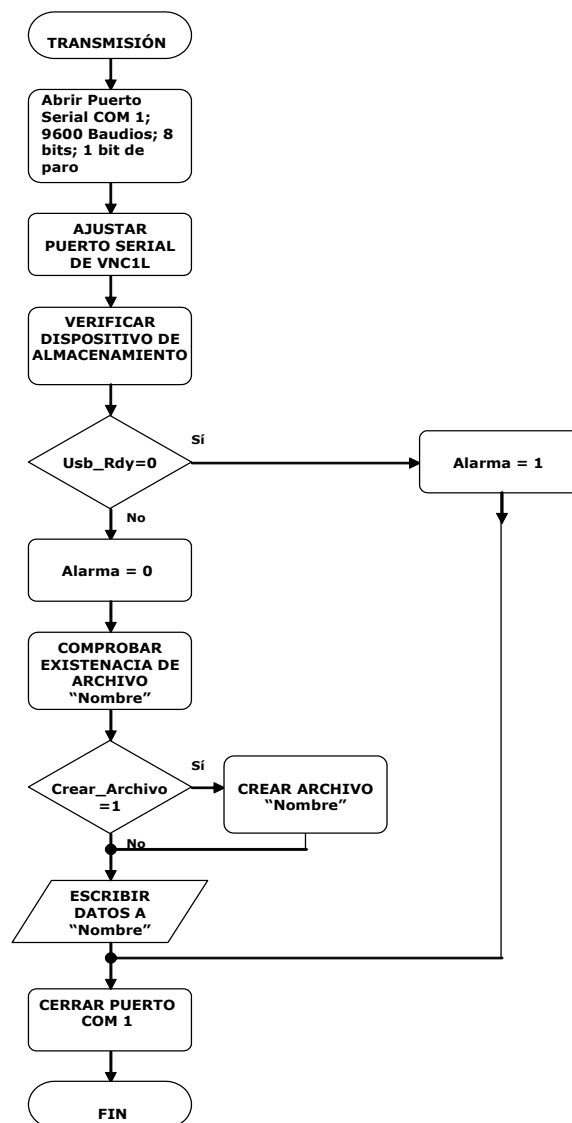 TRANSMISIÓN
Abrir Puerto
Serial COM 1;
9600 Baudios; 8
bits; 1 bit de
paro
AJUSTAR
PUERTO SERIAL
DE VNC1L
VERIFICAR
DISPOSITIVO DE
ALMACENAMIENTO
Usb_Rdy=0
Sí
Alarma = 1
No
Alarma = 0
COMPROBAR
EXISTENACIA DE
ARCHIVO
“Nombre”
Crear_Archivo
=1
Sí
CREAR ARCHIVO
“Nombre”
No
ESCRIBIR
DATOS A
“Nombre”
CERRAR PUERTO
COM 1
FIN